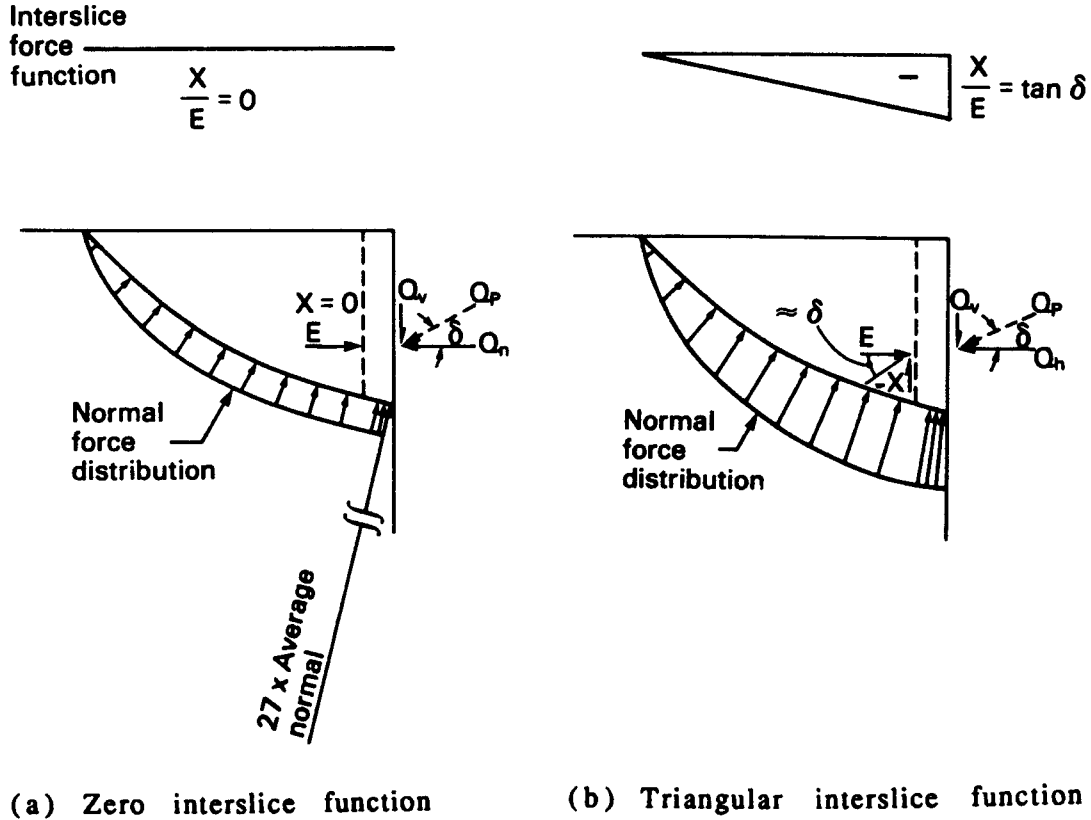 Interslice
force
function
X
E
= 0
X
E
= tan δ
−
X = 0
E
Qv
Qp
δ
Qn
Normal
force
distribution
27 x Average
normal
≈ δ
E
-X
Qv
Qp
δ
Qh
Normal
force
distribution
(a) Zero interslice function
(b) Triangular interslice function